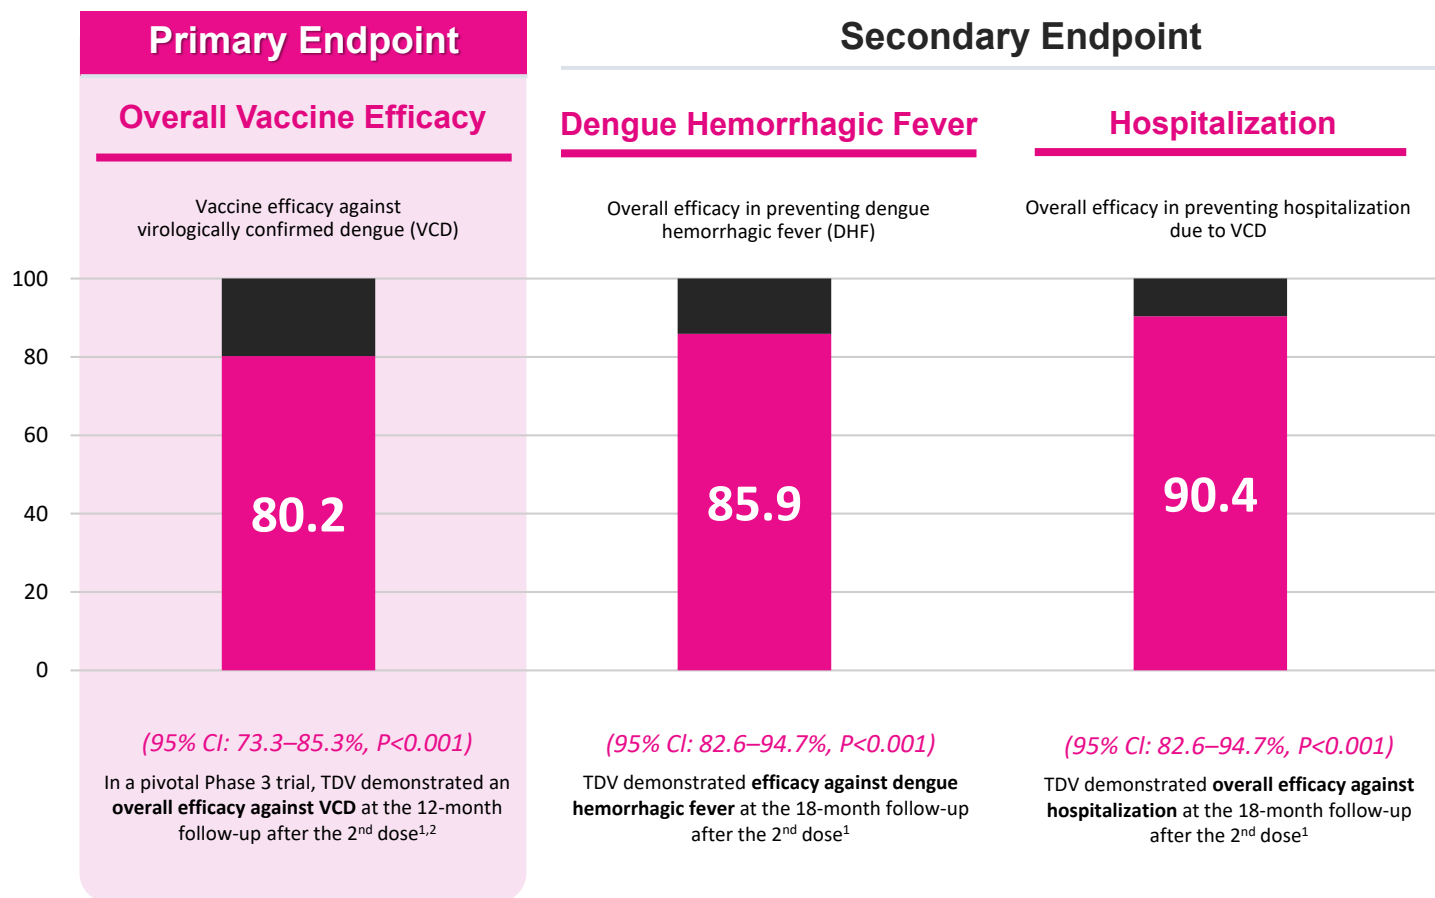 Primary Endpoint
Secondary Endpoint
Overall Vaccine Efficacy
Dengue Hemorrhagic Fever
Hospitalization
Vaccine efficacy against
virologically confirmed dengue (VCD)
Overall efficacy in preventing dengue
hemorrhagic fever (DHF)
Overall efficacy in preventing hospitalization
due to VCD
100
80
60
40
20
0
80.2
85.9
90.4
(95% CI: 73.3–85.3%, P<0.001)
In a pivotal Phase 3 trial, TDV demonstrated an
overall efficacy against VCD at the 12-month
follow-up after the 2nd dose1,2
(95% CI: 82.6–94.7%, P<0.001)
TDV demonstrated efficacy against dengue
hemorrhagic fever at the 18-month follow-up
after the 2nd dose1
(95% CI: 82.6–94.7%, P<0.001)
TDV demonstrated overall efficacy against
hospitalization at the 18-month follow-up
after the 2nd dose1